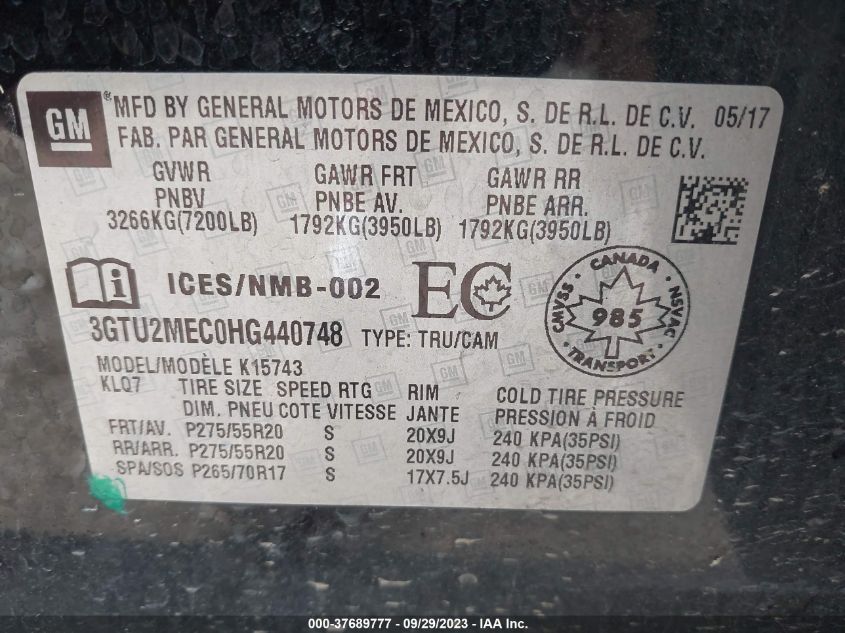 GM ® MFD BY GENERAL MOTORS DE MEXICO, S. DE R.L. DE C.V. 05/17
FAB. PAR GENERAL MOTORS DE MEXICO, S. DE R.L. DE C.V.
GVWR GAWR FRT GAWR RR
PNBV PNBE AV. PNBE ARR.
3266KG(7200LB) 1792KG(3950LB) 1792KG(3950LB)
ICES/NMB-002 EC
CANADA
CMVSS NSVAC
985
TRANSPORT
3GTU2MEC0HG440748 TYPE: TRU/CAM
MODEL/MODÈLE K15743
KLQ7 TIRE SIZE SPEED RTG RIM COLD TIRE PRESSURE
DIM. PNEU COTE VITESSE JANTE PRESSION À FROID
FRT/AV. P275/55R20 S 20X9J 240 KPA(35PSI)
RR/ARR. P275/55R20 S 20X9J 240 KPA(35PSI)
SPA/SOS P265/70R17 S 17X7.5J 240 KPA(35PSI)
000-37689777 - 09/29/2023 - IAA Inc.